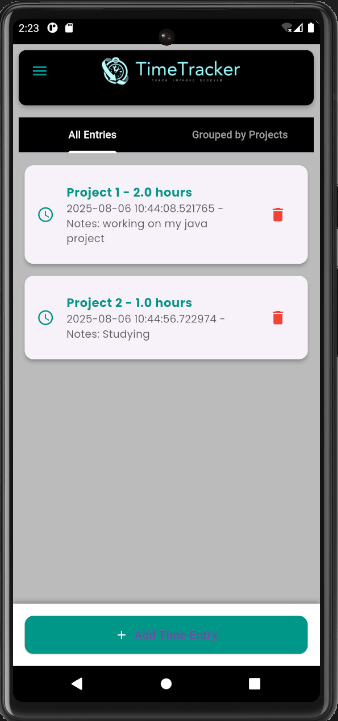 2:23
TimeTracker
All Entries
Grouped by Projects
Project 1 - 2.0 hours
2025-08-06 10:44:08.521765 -
Notes: working on my java
project
Project 2 - 1.0 hours
2025-08-06 10:44:56.722974 -
Notes: Studying
+ Add Time Entry